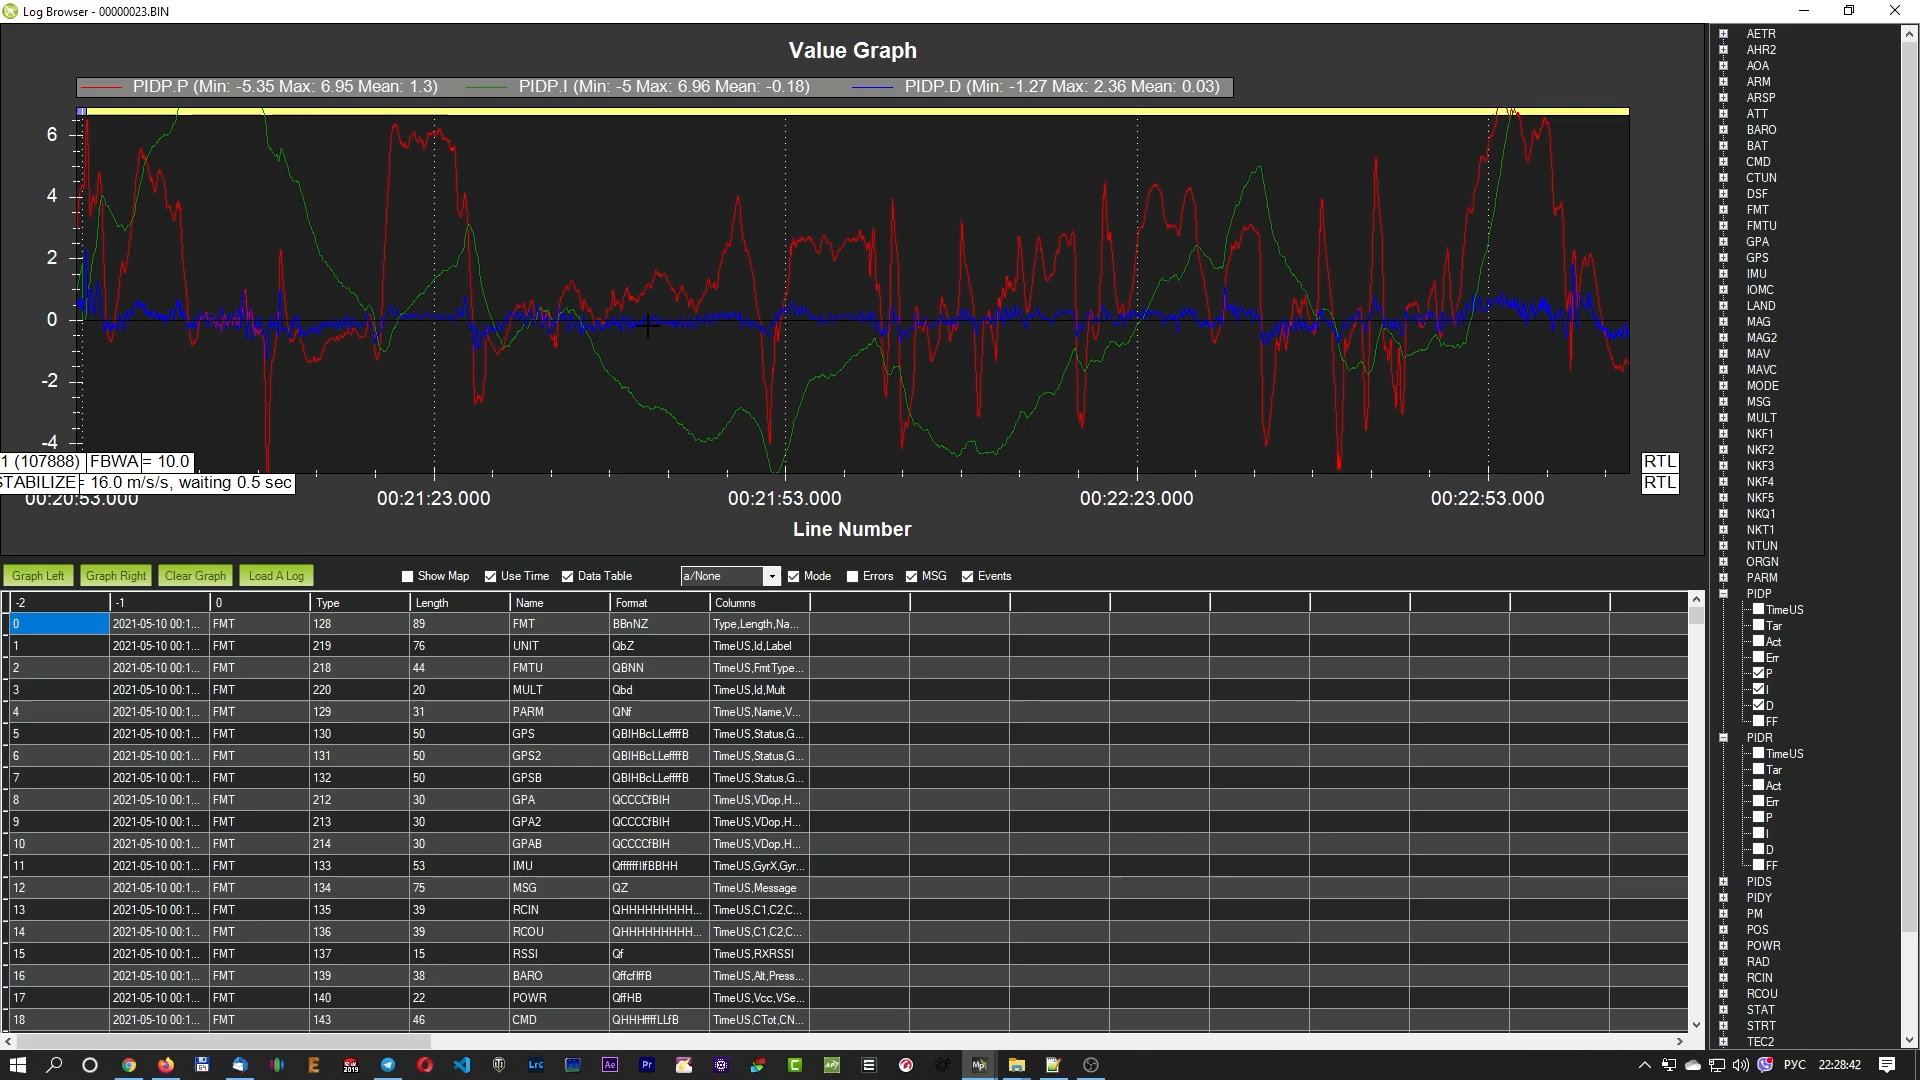 Log Browser - 00000023.BIN
Value Graph
PIDP.P (Min: -5.35 Max: 6.95 Mean: 1.3) PIDP.I (Min: -5 Max: 6.96 Mean: -0.18) PIDP.D (Min: -1.27 Max: 2.36 Mean: 0.03)
6
4
2
0
-2
-4
1 (107888) FBWA = 10.0
STABILIZE = 16.0 m/s/s, waiting 0.5 sec
RTL
RTL
00:20:53.000 00:21:23.000 00:21:53.000 00:22:23.000 00:22:53.000
Line Number
Graph Left Graph Right Clear Graph Load A Log Show Map Use Time Data Table a/None Mode Errors MSG Events
-2 -1 0 Type Length Name Format Columns
0 2021-05-10 00:1... FMT 128 89 FMT BBnNZ Type,Length,Na...
1 2021-05-10 00:1... FMT 219 76 UNIT QbZ TimeUS,Id,Label
2 2021-05-10 00:1... FMT 218 44 FMTU QBNN TimeUS,FmtType...
3 2021-05-10 00:1... FMT 220 20 MULT Qbd TimeUS,Id,Mult
4 2021-05-10 00:1... FMT 129 31 PARM QNf TimeUS,Name,V...
5 2021-05-10 00:1... FMT 130 50 GPS QBIHBcLLeffffB TimeUS,Status,G...
6 2021-05-10 00:1... FMT 131 50 GPS2 QBIHBcLLeffffB TimeUS,Status,G...
7 2021-05-10 00:1... FMT 132 50 GPSB QBIHBcLLeffffB TimeUS,Status,G...
8 2021-05-10 00:1... FMT 212 30 GPA QCCCCfBIH TimeUS,VDop,H...
9 2021-05-10 00:1... FMT 213 30 GPA2 QCCCCfBIH TimeUS,VDop,H...
10 2021-05-10 00:1... FMT 214 30 GPAB QCCCCfBIH TimeUS,VDop,H...
11 2021-05-10 00:1... FMT 133 53 IMU QffffffIIfBBHH TimeUS,GyrX,Gyr...
12 2021-05-10 00:1... FMT 134 75 MSG QZ TimeUS,Message
13 2021-05-10 00:1... FMT 135 39 RCIN QHHHHHHHHH... TimeUS,C1,C2,C...
14 2021-05-10 00:1... FMT 136 39 RCOU QHHHHHHHHH... TimeUS,C1,C2,C...
15 2021-05-10 00:1... FMT 137 15 RSSI Qf TimeUS,RXRSSI
16 2021-05-10 00:1... FMT 139 38 BARO QffcfIffB TimeUS,Alt,Press...
17 2021-05-10 00:1... FMT 140 22 POWR QffHB TimeUS,Vcc,VSe...
18 2021-05-10 00:1... FMT 143 46 CMD QHHHffffLLfB TimeUS,CTot,CN...
AETR
AHR2
AOA
ARM
ARSP
ATT
BARO
BAT
CMD
CTUN
DSF
FMT
FMTU
GPA
GPS
IMU
IOMC
LAND
MAG
MAG2
MAV
MAVC
MODE
MSG
MULT
NKF1
NKF2
NKF3
NKF4
NKF5
NKQ1
NKT1
NTUN
ORGN
PARM
PIDP
TimeUS
Tar
Act
Err
P
I
D
FF
PIDR
TimeUS
Tar
Act
Err
P
I
D
FF
PIDS
PIDY
PM
POS
POWR
RAD
RCIN
RCOU
STAT
STRT
TEC2
64 2019 Lrc Ae Pr MP РУС 22:28:42